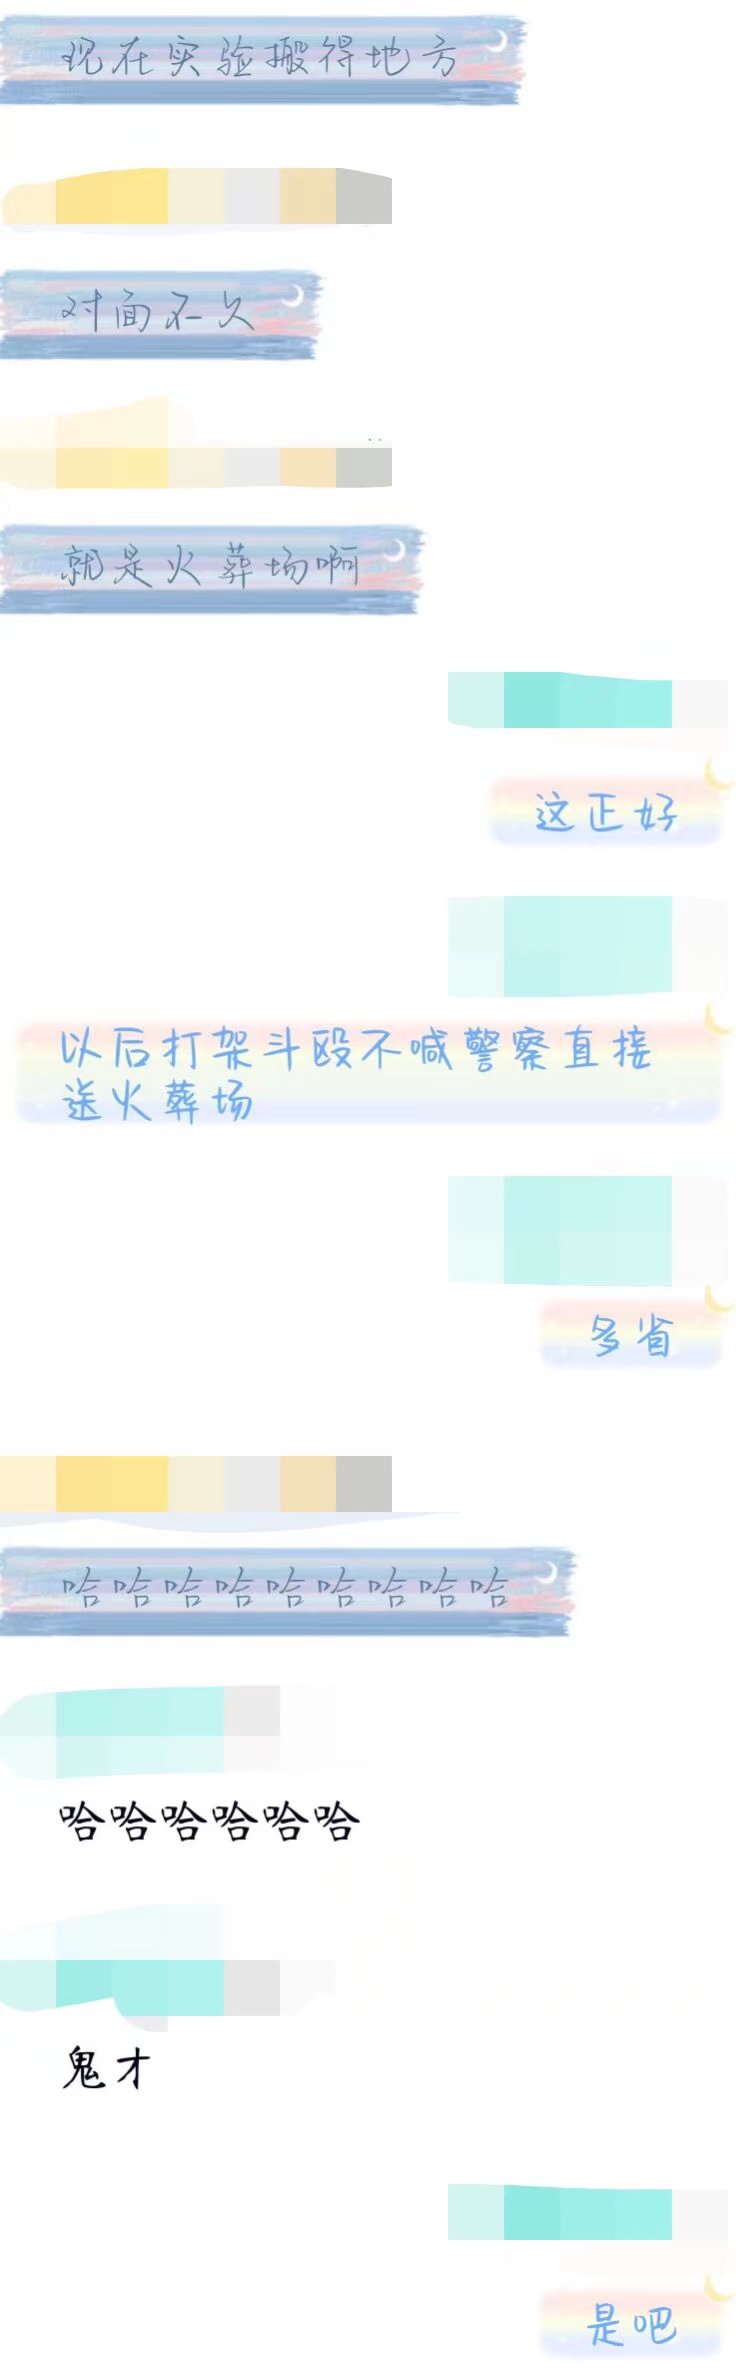 现在实验搬得地方
对面不久
就是火葬场啊
这正好
以后打架斗殴不喊警察直接
送火葬场
多省
哈哈哈哈哈哈哈哈哈
哈哈哈哈哈哈
鬼才
是吧